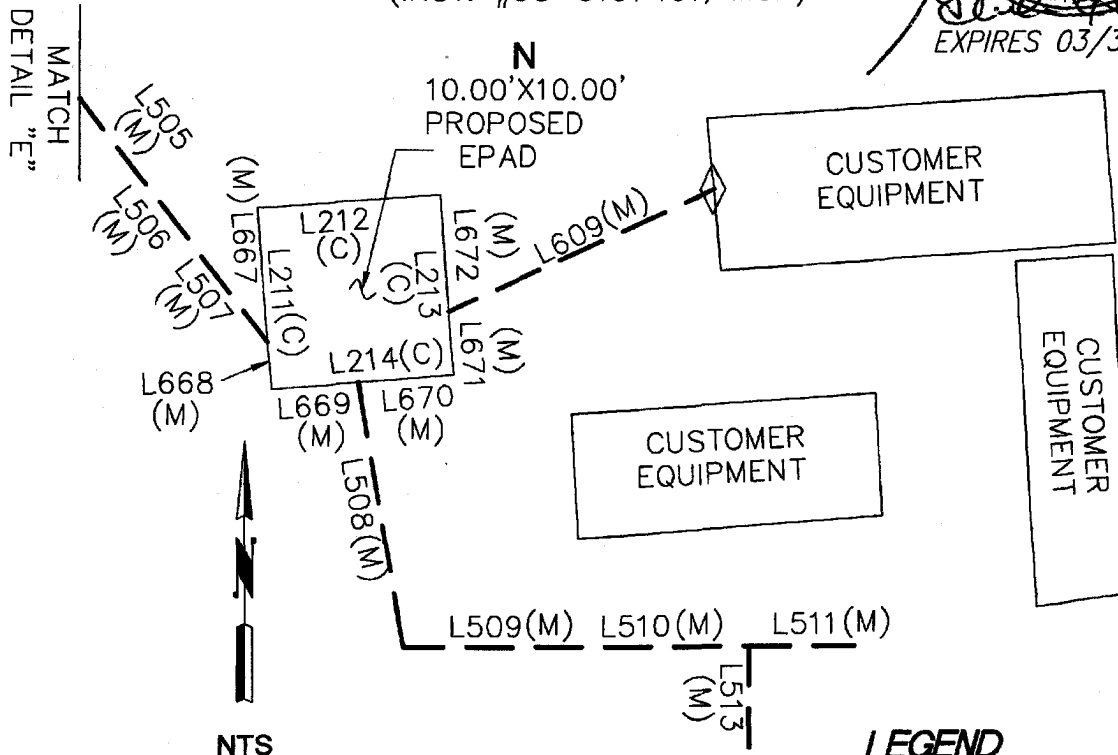 EXPIRES 03/3
MATCH
DETAIL "E"
L505
(M)
L506
(M)
L507
(M)
N
10.00'X10.00'
PROPOSED
EPAD
(M) L667
L211(C)
L212
(C)
L213
(C)
L672
(M)
L671
(M)
L214(C)
L668
(M)
L669
(M)
L670
(M)
L609(M)
CUSTOMER
EQUIPMENT
CUSTOMER
EQUIPMENT
CUSTOMER
EQUIPMENT
L508(M)
L509(M)
L510(M)
L511(M)
L513
(M)
N
NTS
LEGEND